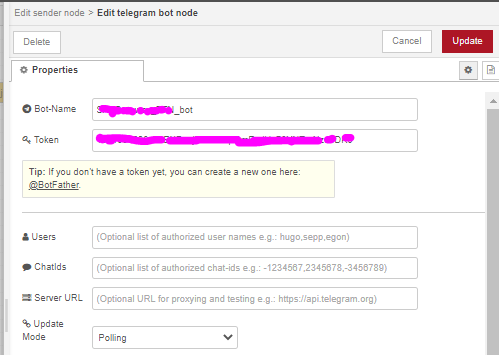 Edit sender node > Edit telegram bot node
Delete Cancel Update
Properties
Bot-Name _bot
Token
Tip: If you don't have a token yet, you can create a new one here:
@BotFather.
Users (Optional list of authorized user names e.g.: hugo,sepp,egon)
ChatIds (Optional list of authorized chat-ids e.g.: -1234567,2345678,-3456789)
Server URL (Optional URL for proxying and testing e.g.: https://api.telegram.org)
Update
Mode Polling